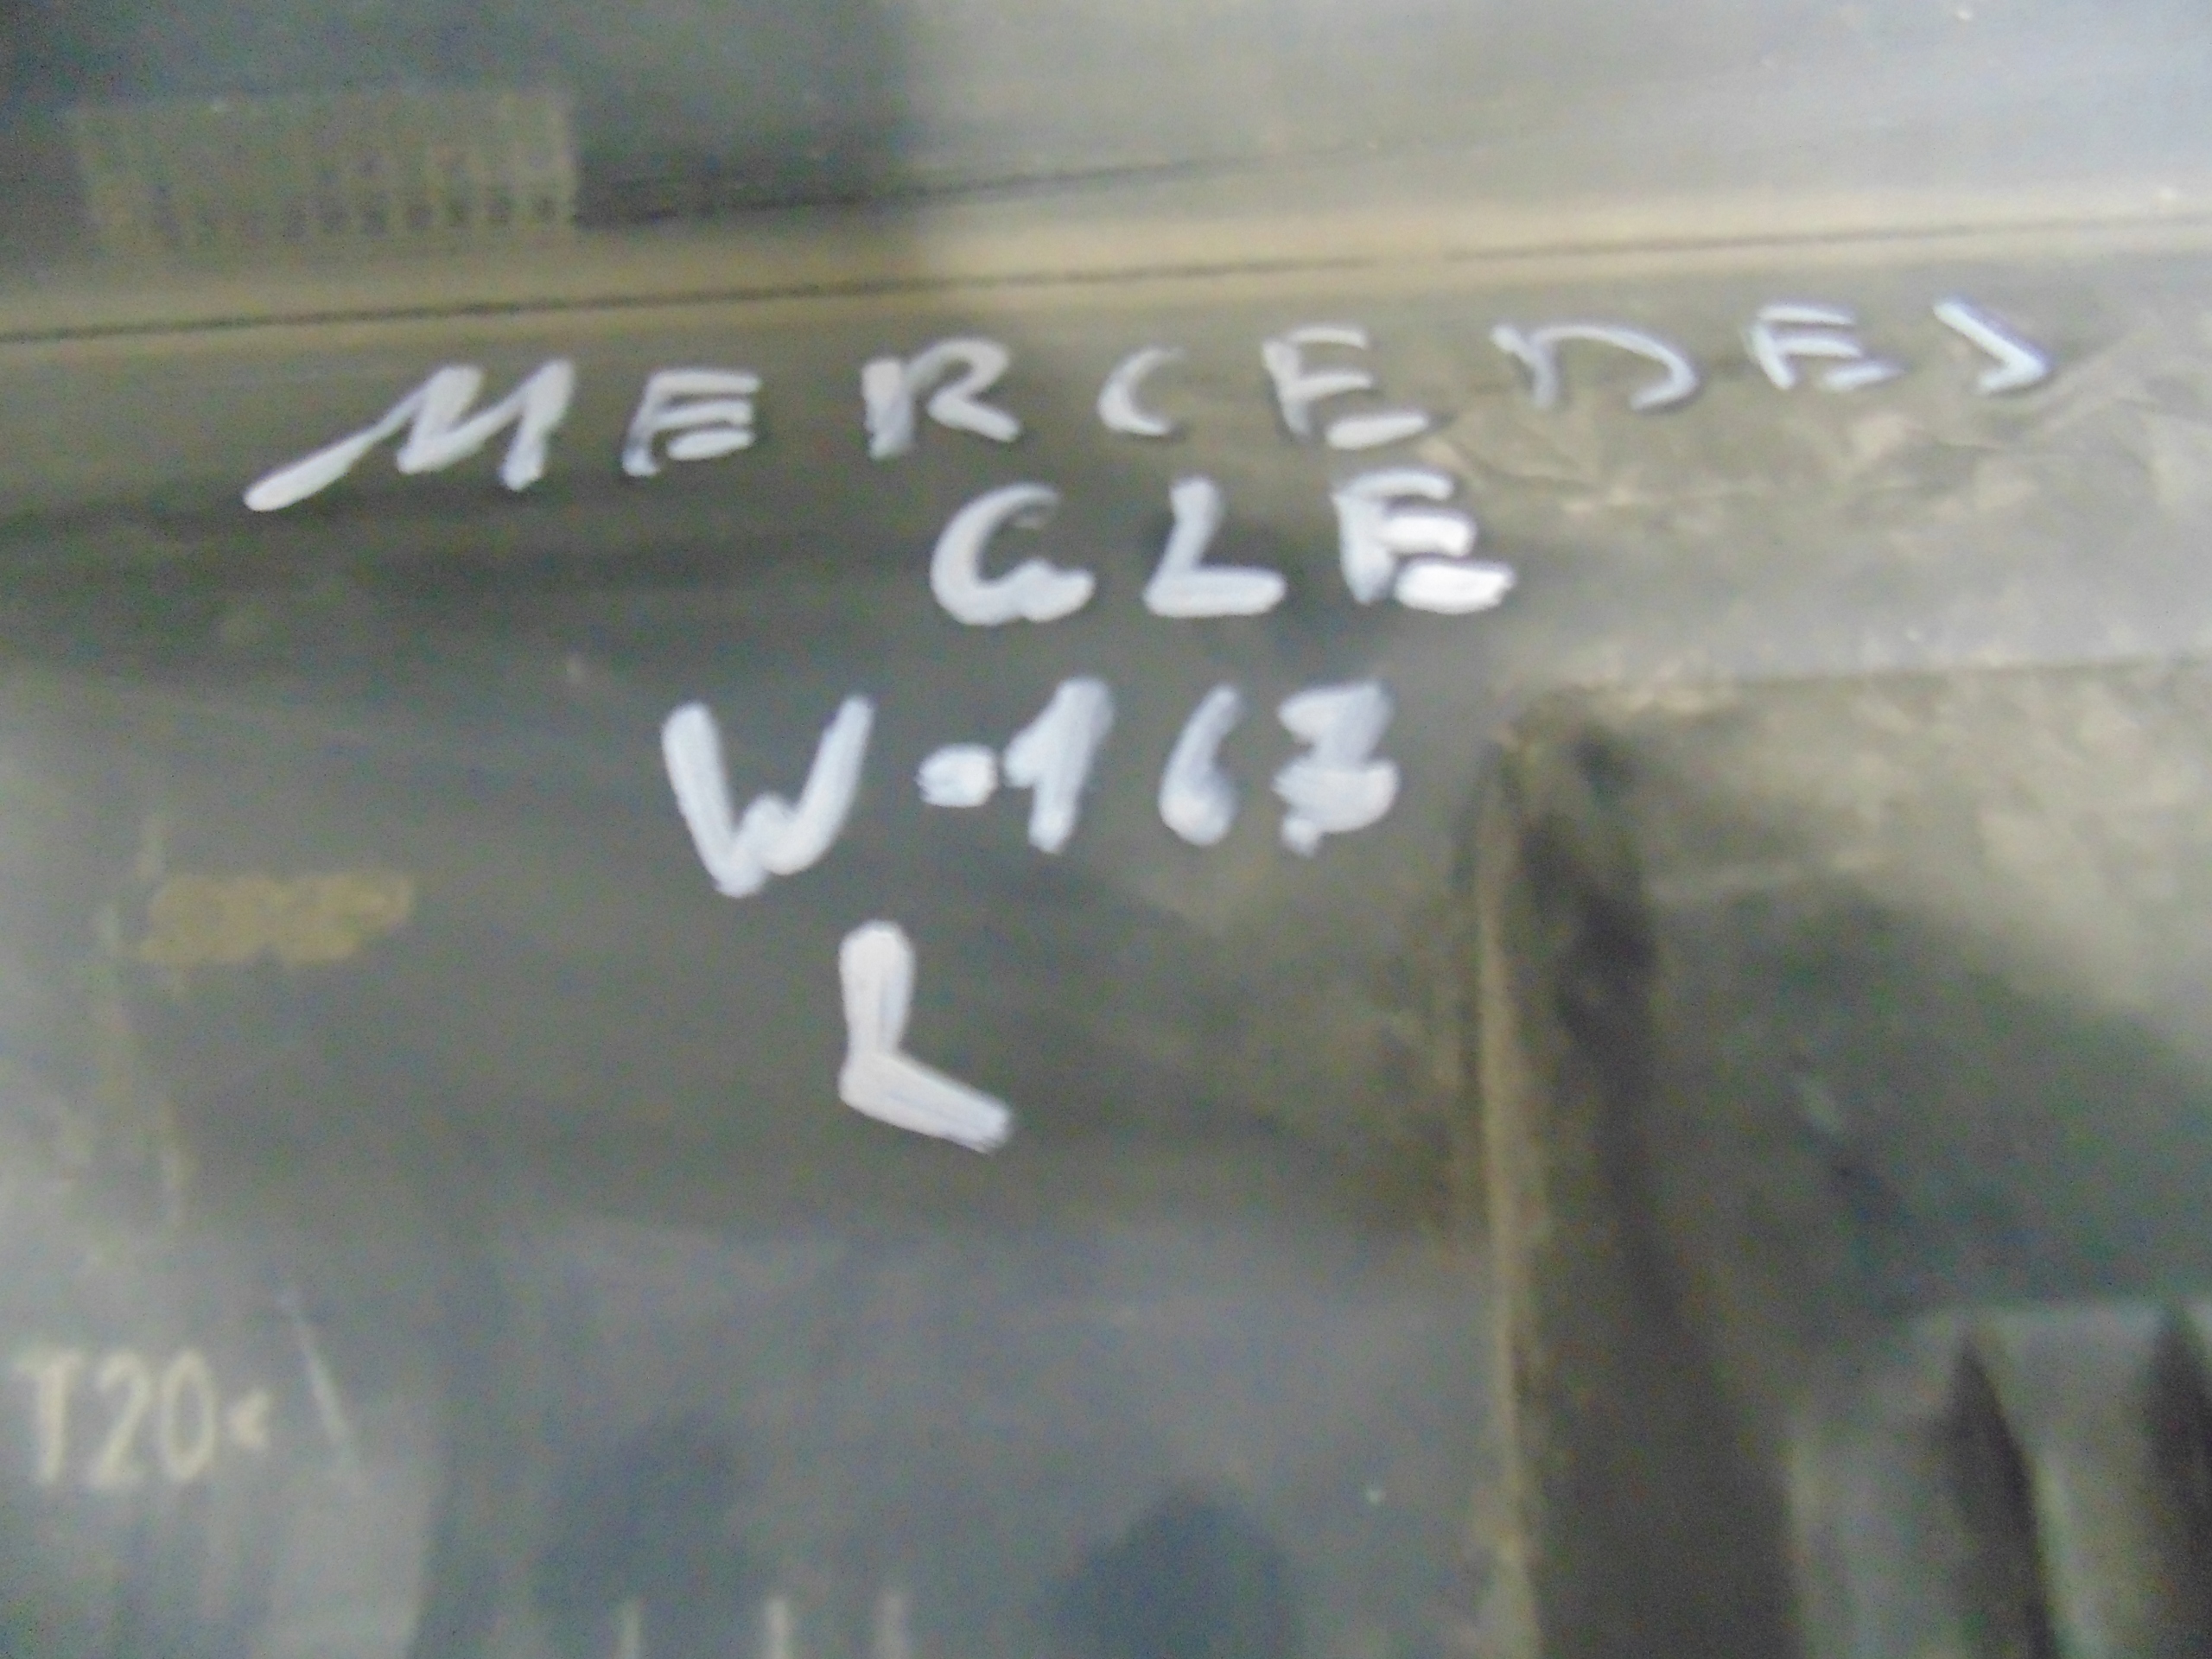 MERCEDES
GLE
W-167
L
T20<